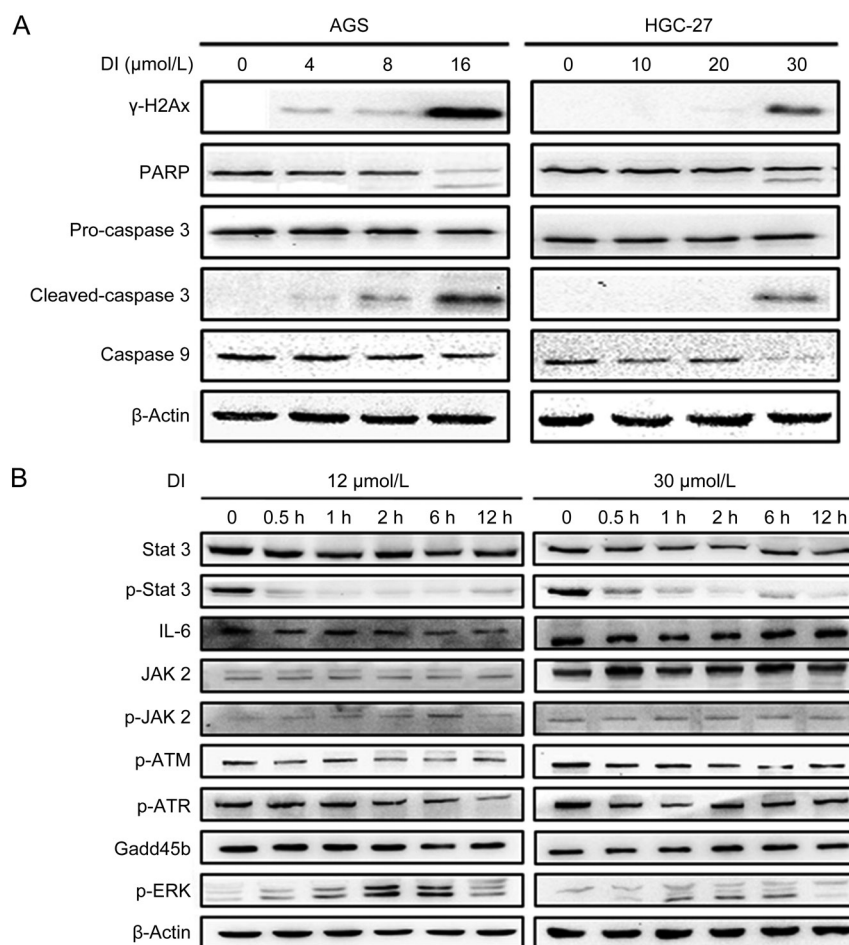 A
AGS HGC-27
DI (μmol/L) 0 4 8 16 0 10 20 30
γ-H2Ax
PARP
Pro-caspase 3
Cleaved-caspase 3
Caspase 9
β-Actin
B
DI 12 μmol/L 30 μmol/L
0 0.5 h 1 h 2 h 6 h 12 h 0 0.5 h 1 h 2 h 6 h 12 h
Stat 3
p-Stat 3
IL-6
JAK 2
p-JAK 2
p-ATM
p-ATR
Gadd45b
p-ERK
β-Actin